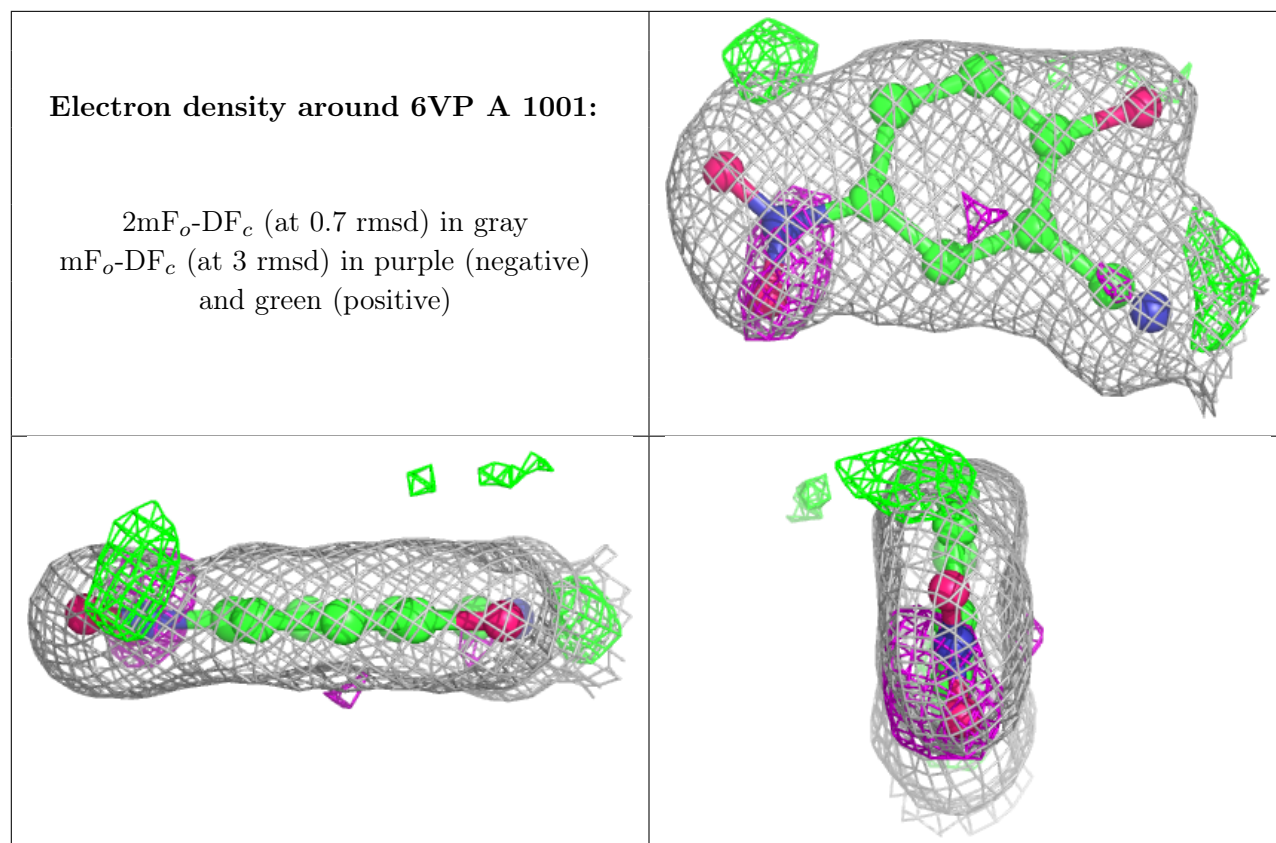 Electron density around 6VP A 1001:
2mFₒ-DF𝒸 (at 0.7 rmsd) in gray
mFₒ-DF𝒸 (at 3 rmsd) in purple (negative)
and green (positive)